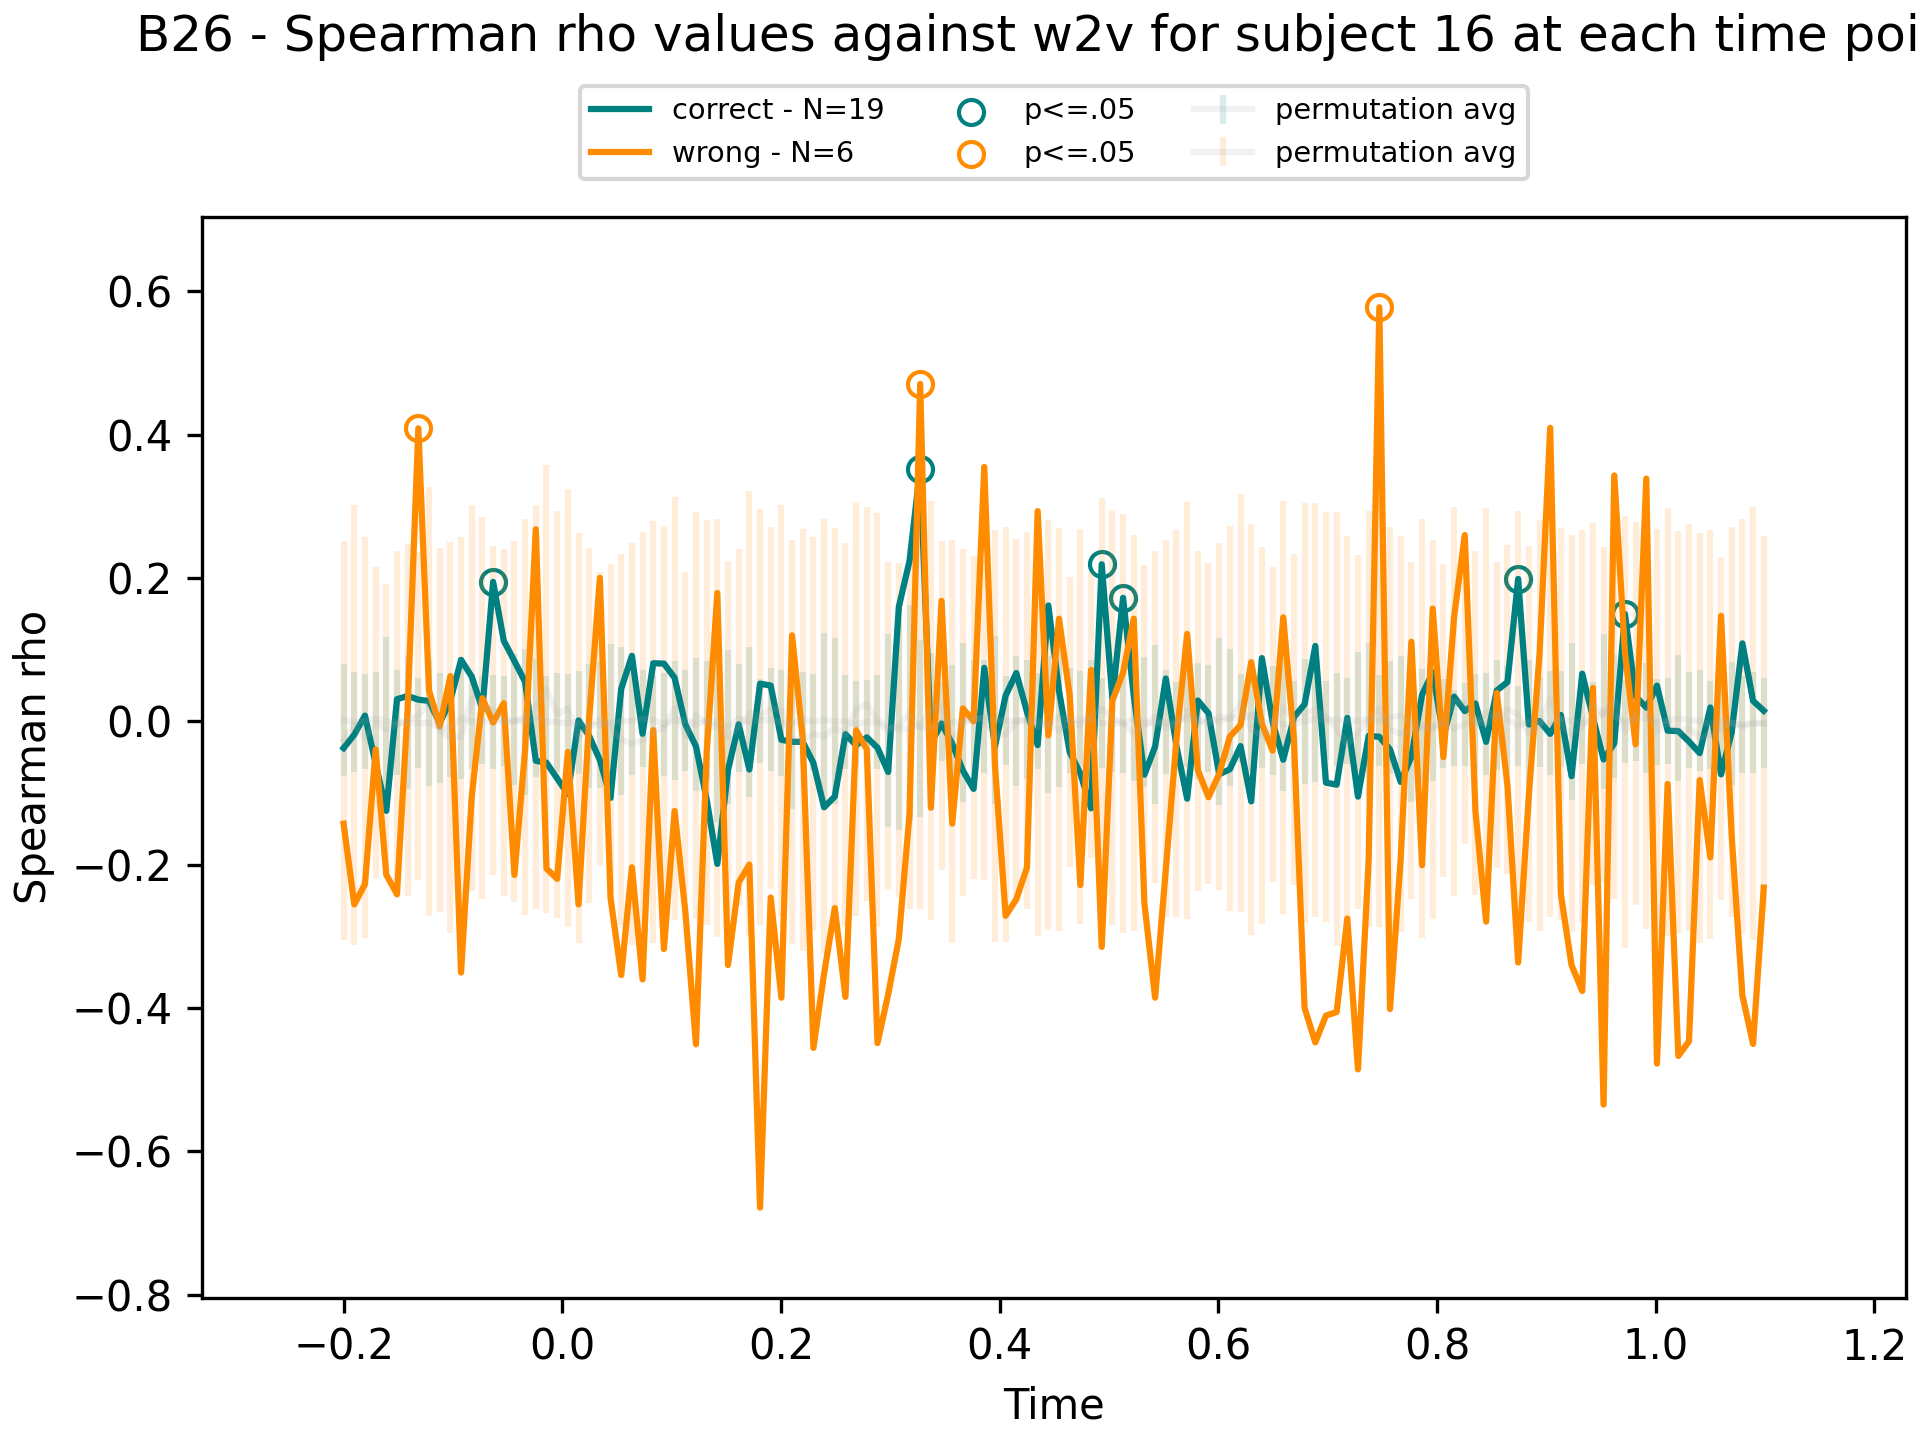 B26 - Spearman rho values against w2v for subject 16 at each time poi
correct - N=19 p<=.05 permutation avg
wrong - N=6 p<=.05 permutation avg
0.6
0.4
0.2
0.0
−0.2
−0.4
−0.6
−0.8
Spearman rho
−0.2 0.0 0.2 0.4 0.6 0.8 1.0 1.2
Time